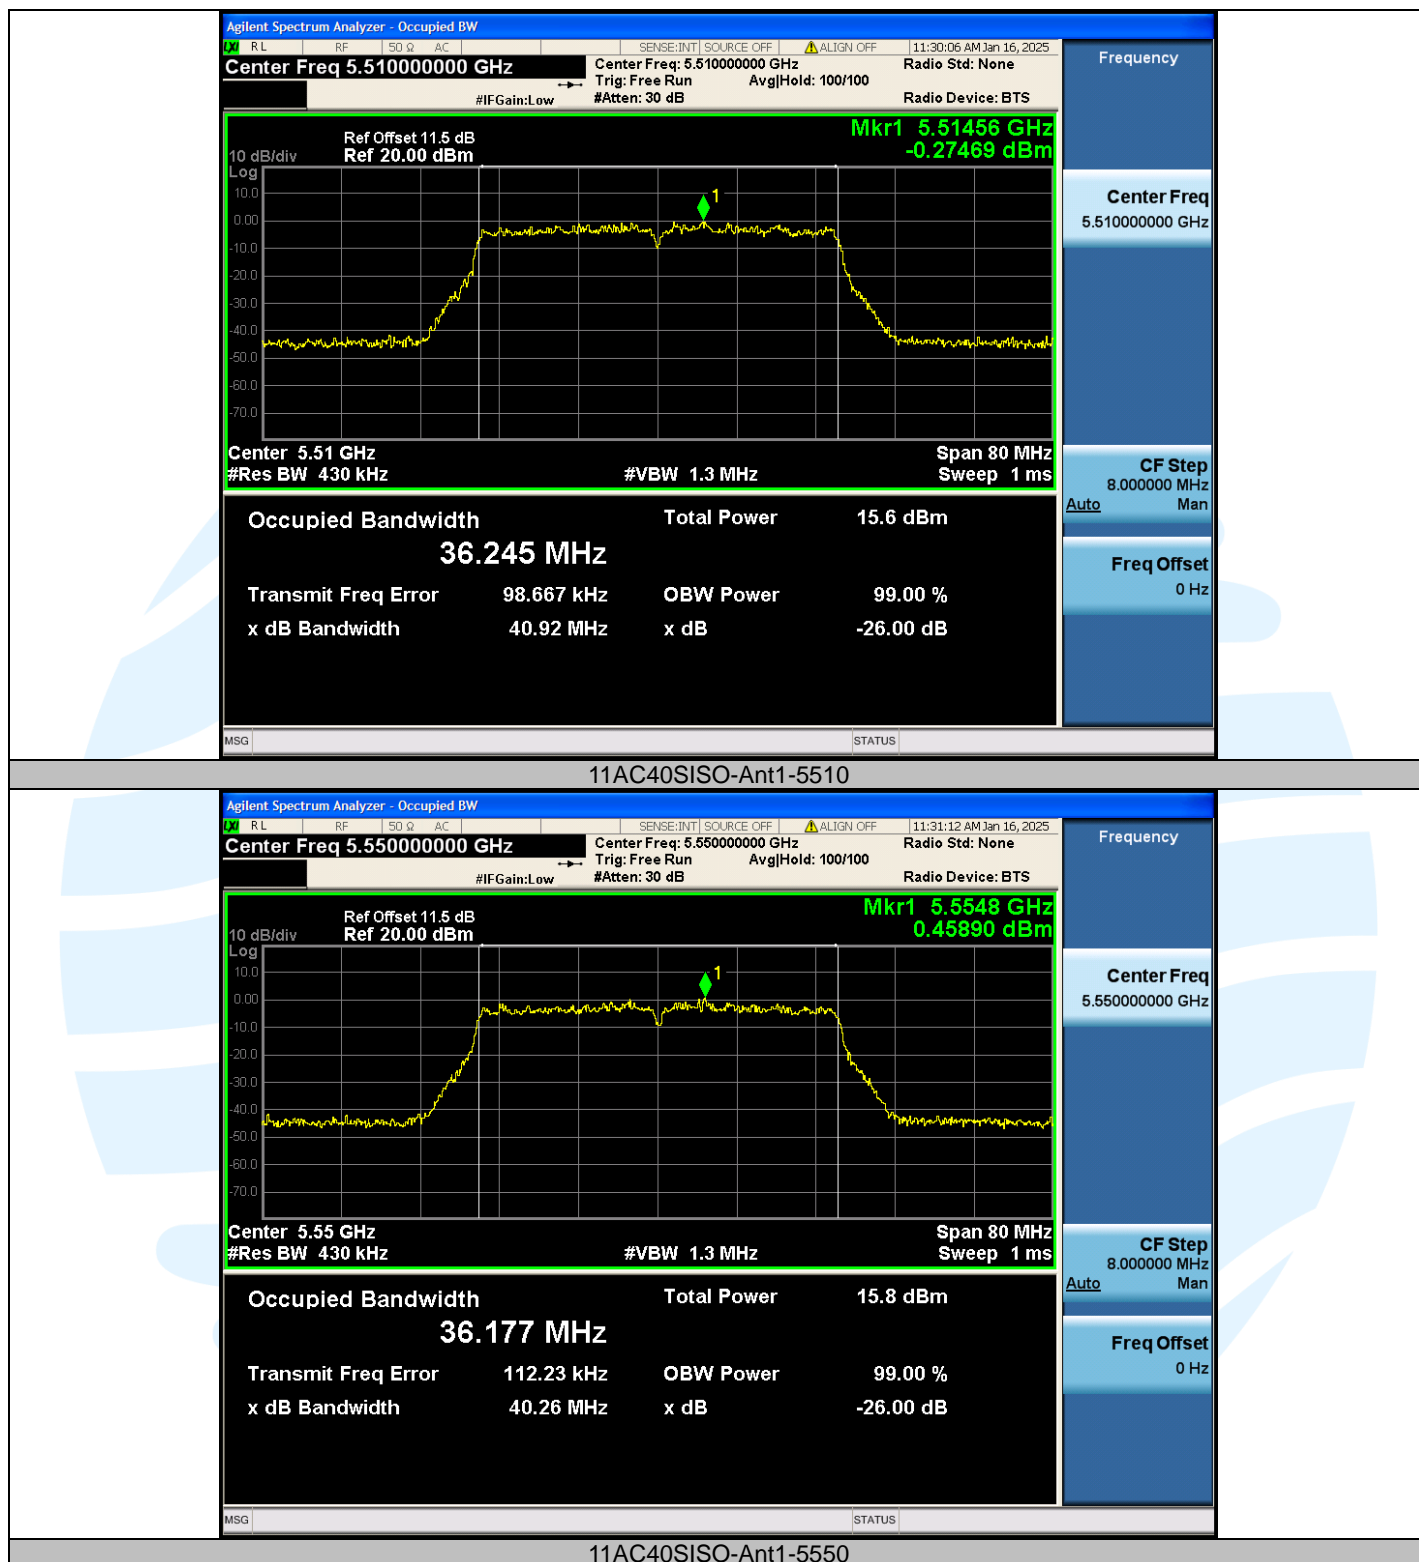 Agilent Spectrum Analyzer - Occupied BW
LXI RL RF 50 Ω AC SENSE:INT SOURCE OFF ALIGN OFF 11:30:06 AM Jan 16, 2025
Center Freq 5.510000000 GHz
Center Freq: 5.510000000 GHz Radio Std: None
Trig: Free Run Avg|Hold: 100/100
#IFGain:Low #Atten: 30 dB Radio Device: BTS
Frequency
Mkr1 5.51456 GHz
-0.27469 dBm
Ref Offset 11.5 dB
10 dB/div Ref 20.00 dBm
Log
10.0
0.00
-10.0
-20.0
-30.0
-40.0
-50.0
-60.0
-70.0
1
Center 5.51 GHz Span 80 MHz
#Res BW 430 kHz #VBW 1.3 MHz Sweep 1 ms
Center Freq
5.510000000 GHz
CF Step
8.000000 MHz
Auto Man
Freq Offset
0 Hz
Occupied Bandwidth Total Power 15.6 dBm
36.245 MHz
Transmit Freq Error 98.667 kHz OBW Power 99.00 %
x dB Bandwidth 40.92 MHz x dB -26.00 dB
MSG STATUS
11AC40SISO-Ant1-5510
Agilent Spectrum Analyzer - Occupied BW
LXI RL RF 50 Ω AC SENSE:INT SOURCE OFF ALIGN OFF 11:31:12 AM Jan 16, 2025
Center Freq 5.550000000 GHz
Center Freq: 5.550000000 GHz Radio Std: None
Trig: Free Run Avg|Hold: 100/100
#IFGain:Low #Atten: 30 dB Radio Device: BTS
Frequency
Mkr1 5.5548 GHz
0.45890 dBm
Ref Offset 11.5 dB
10 dB/div Ref 20.00 dBm
Log
10.0
0.00
-10.0
-20.0
-30.0
-40.0
-50.0
-60.0
-70.0
1
Center 5.55 GHz Span 80 MHz
#Res BW 430 kHz #VBW 1.3 MHz Sweep 1 ms
Center Freq
5.550000000 GHz
CF Step
8.000000 MHz
Auto Man
Freq Offset
0 Hz
Occupied Bandwidth Total Power 15.8 dBm
36.177 MHz
Transmit Freq Error 112.23 kHz OBW Power 99.00 %
x dB Bandwidth 40.26 MHz x dB -26.00 dB
MSG STATUS
11AC40SISO-Ant1-5550